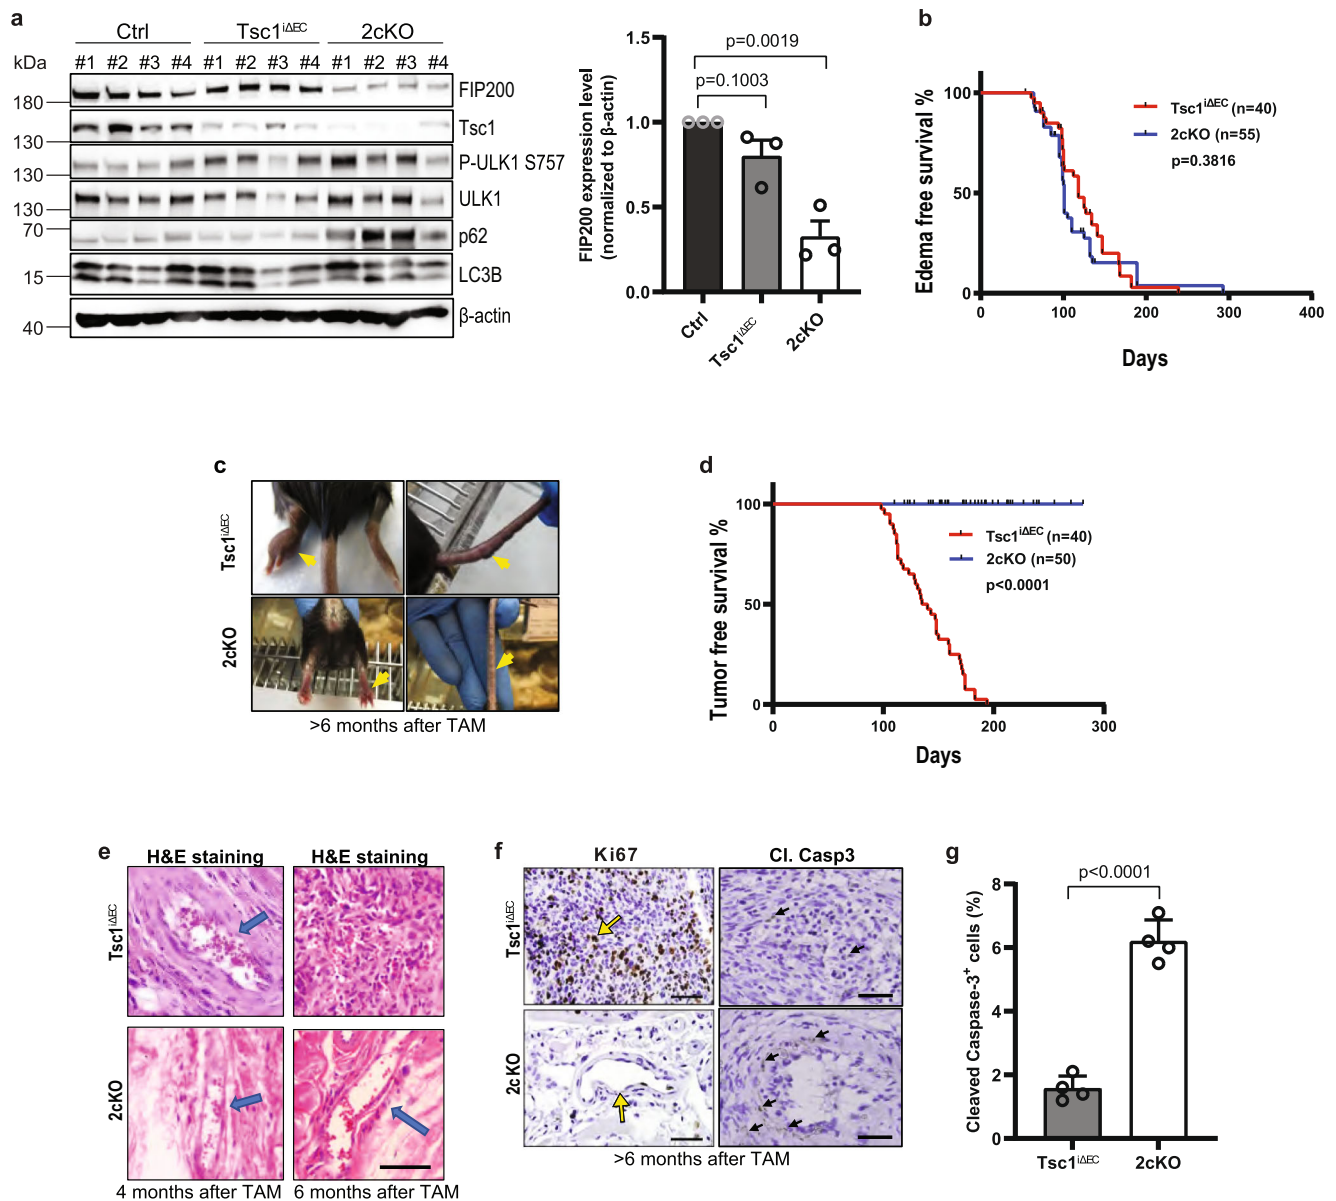 a
Ctrl Tsc1iΔEC 2cKO
kDa #1 #2 #3 #4 #1 #2 #3 #4 #1 #2 #3 #4
FIP200
180
Tsc1
130
P-ULK1 S757
130
ULK1
130
70
p62
LC3B
15
β-actin
40
FIP200 expression level
(normalized to β-actin)
1.5
1.0
0.5
0.0
p=0.0019
p=0.1003
Ctrl
Tsc1iΔEC
2cKO
b
Edema free survival %
100
50
0
Tsc1iΔEC (n=40)
2cKO (n=55)
p=0.3816
0 100 200 300 400
Days
c
Tsc1iΔEC
2cKO
>6 months after TAM
d
Tumor free survival %
100
50
0
Tsc1iΔEC (n=40)
2cKO (n=50)
p<0.0001
0 100 200 300
Days
e
H&E staining H&E staining
Tsc1iΔEC
2cKO
4 months after TAM 6 months after TAM
f
Ki67 Cl. Casp3
Tsc1iΔEC
2cKO
>6 months after TAM
g
Cleaved Caspase-3+ cells (%)
8
6
4
2
0
p<0.0001
Tsc1iΔEC 2cKO